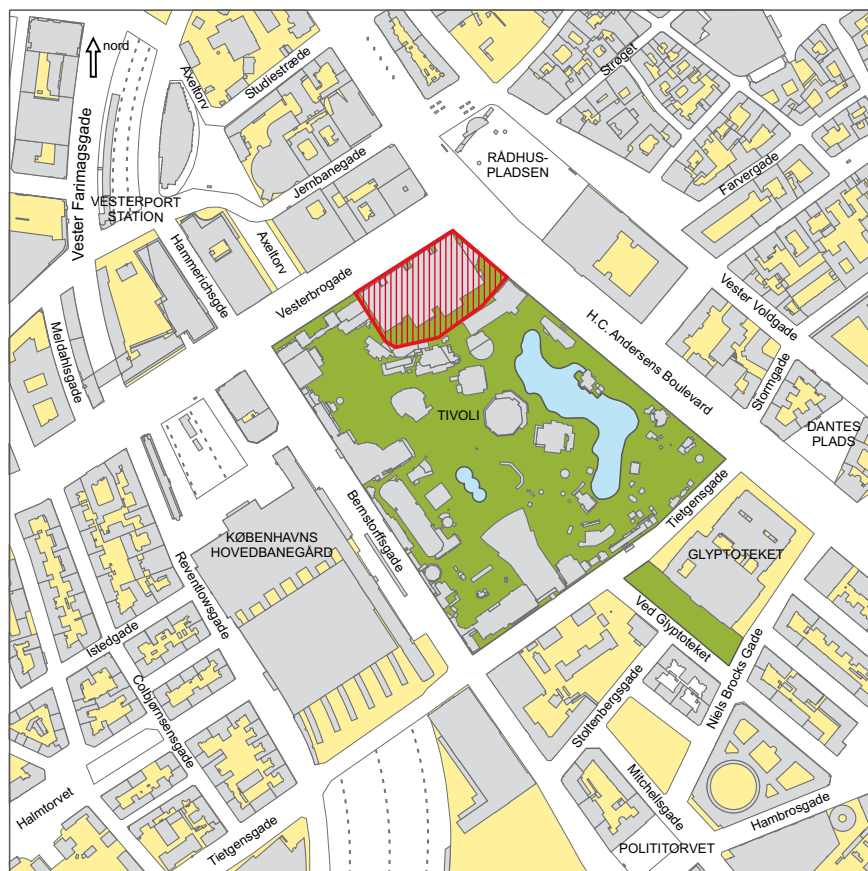 nord
Vester Farimagsgade
Axeltorv
Studiestræde
Strøget
RÅDHUS-
PLADSEN
Farvergade
Jernbanegade
VESTERPORT
STATION
Hammerichsgde
Axeltorv
Vesterbrogade
Vester Voldgade
Meldahlsgade
H.C. Andersens Boulevard
Stormgade
DANTES
PLADS
TIVOLI
Tietgensgade
Bernstorffsgade
KØBENHAVNS
HOVEDBANEGÅRD
GLYPTOTEKET
Reventlowsgade
Ved Glyptoteket
Istedgade
Niels Brocks Gade
Colbjørnsensgade
Stoltenbergsgade
Mitchellsgade
Halmtorvet
Hambrosgade
Tietgensgade
POLITITORVET